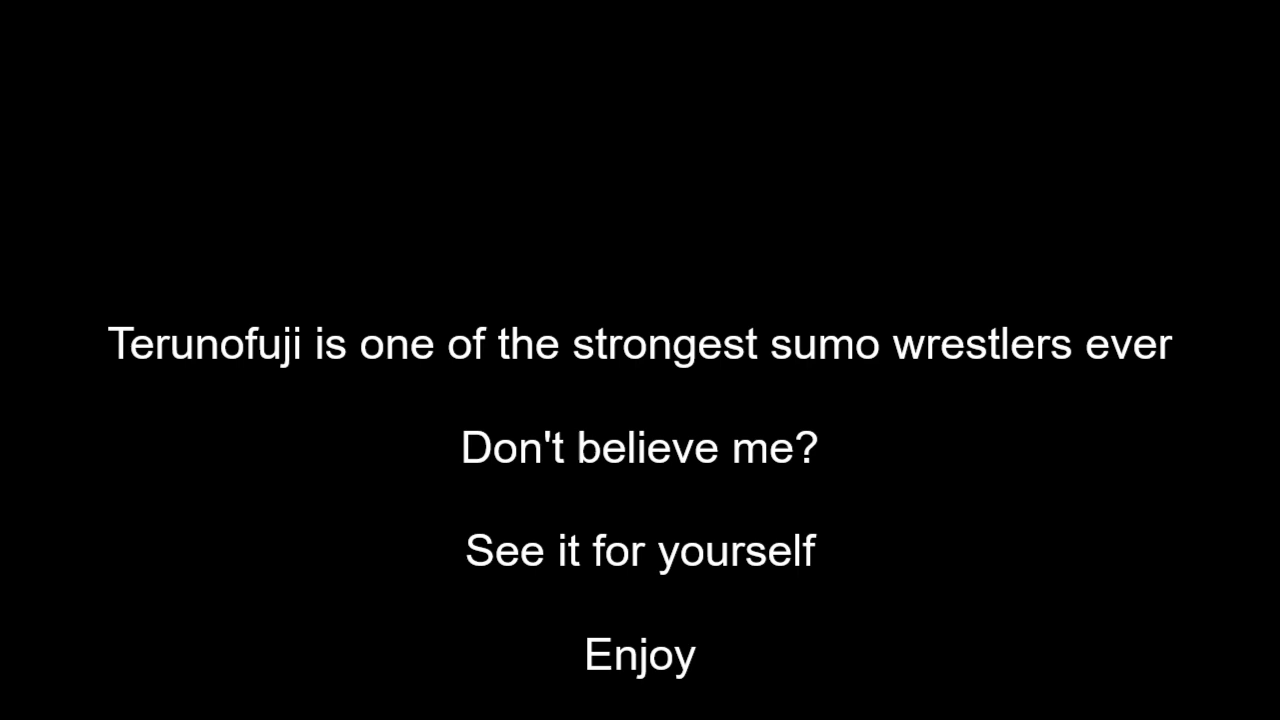 Terunofuji is one of the strongest sumo wrestlers ever
Don't believe me?
See it for yourself
Enjoy